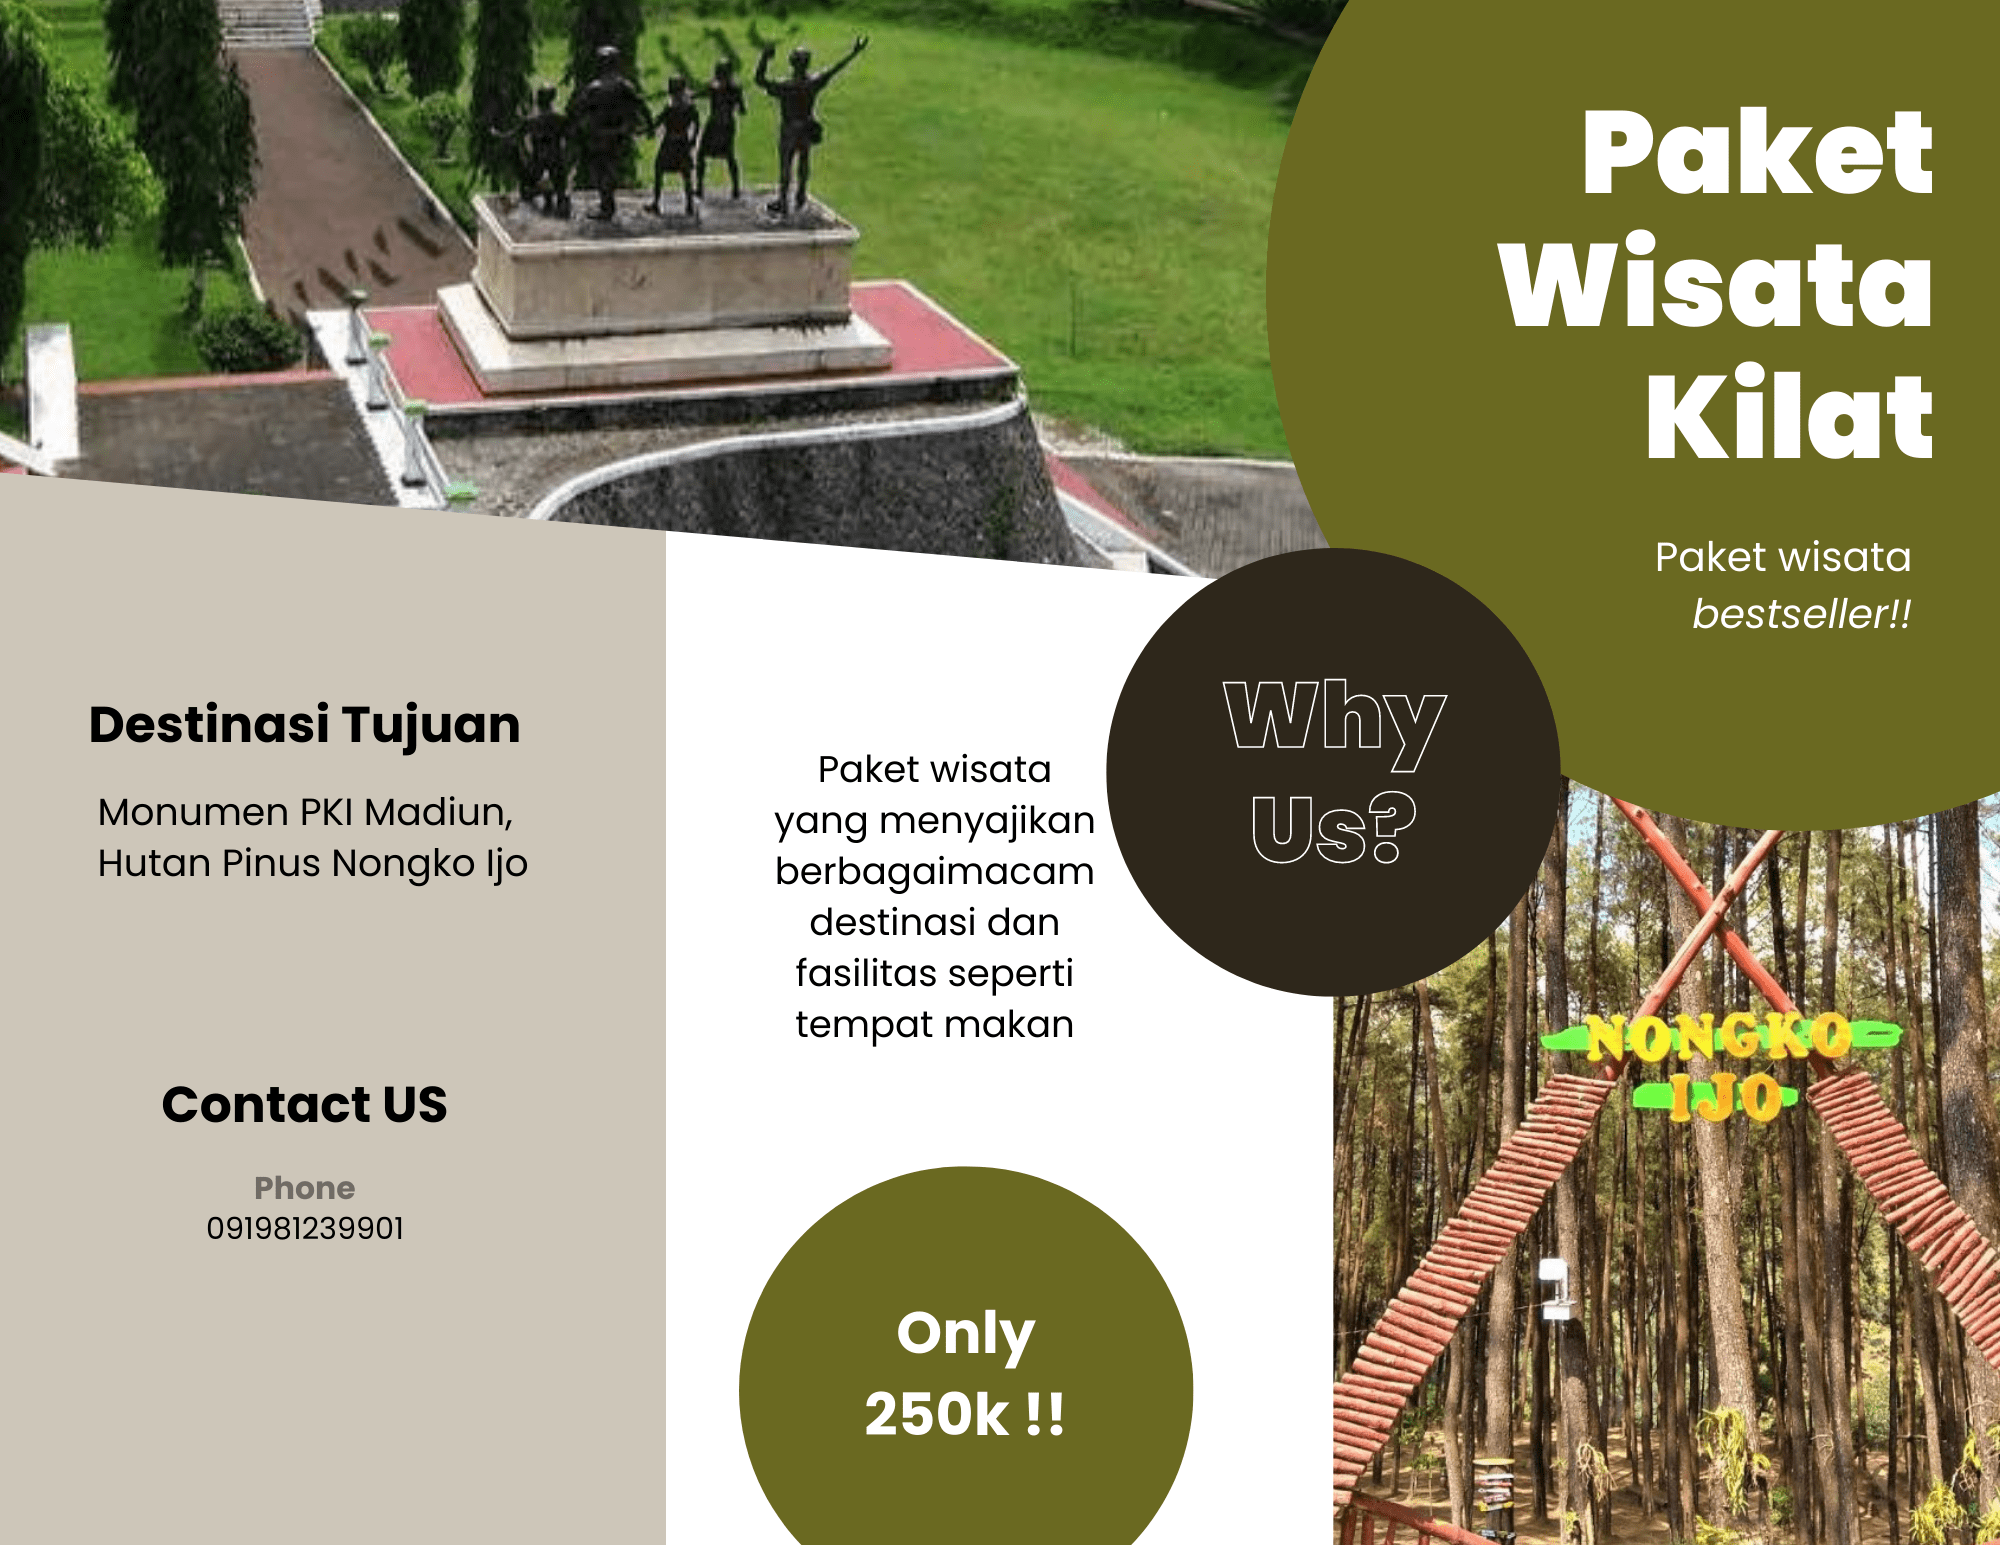 Paket
Wisata
Kilat
Paket wisata
bestseller!!
Why
Us?
Destinasi Tujuan
Monumen PKI Madiun,
Hutan Pinus Nongko Ijo
Paket wisata
yang menyajikan
berbagaimacam
destinasi dan
fasilitas seperti
tempat makan
Contact US
Phone
091981239901
Only
250k !!
NONGKO
IJO